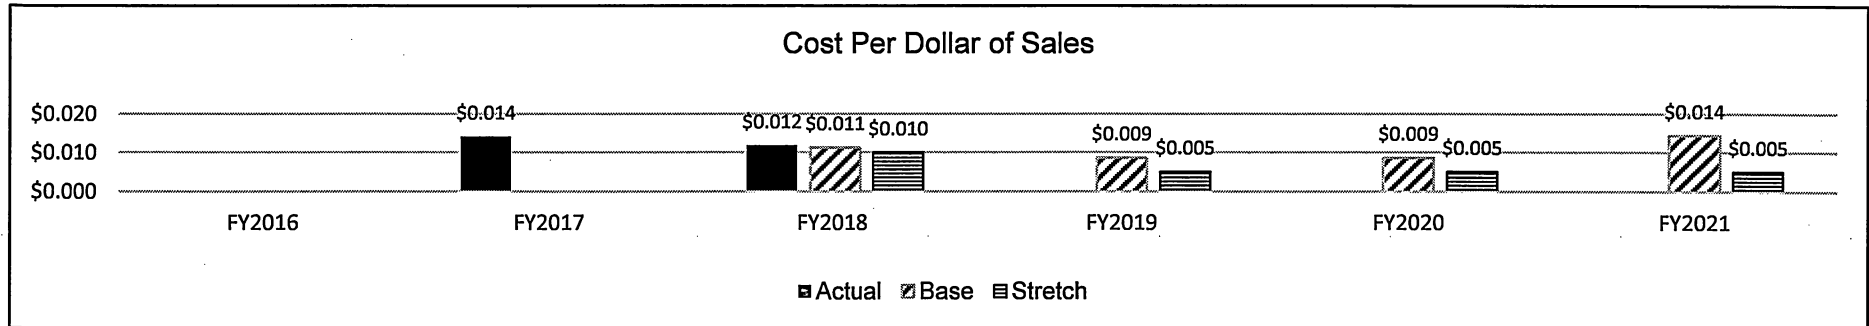 Cost Per Dollar of Sales
$0.020
$0.010
$0.000
$0.014
$0.012 $0.011 $0.010
$0.009 $0.005
$0.009 $0.005
$0.014 $0.005
FY2016 FY2017 FY2018 FY2019 FY2020 FY2021
Actual Base Stretch